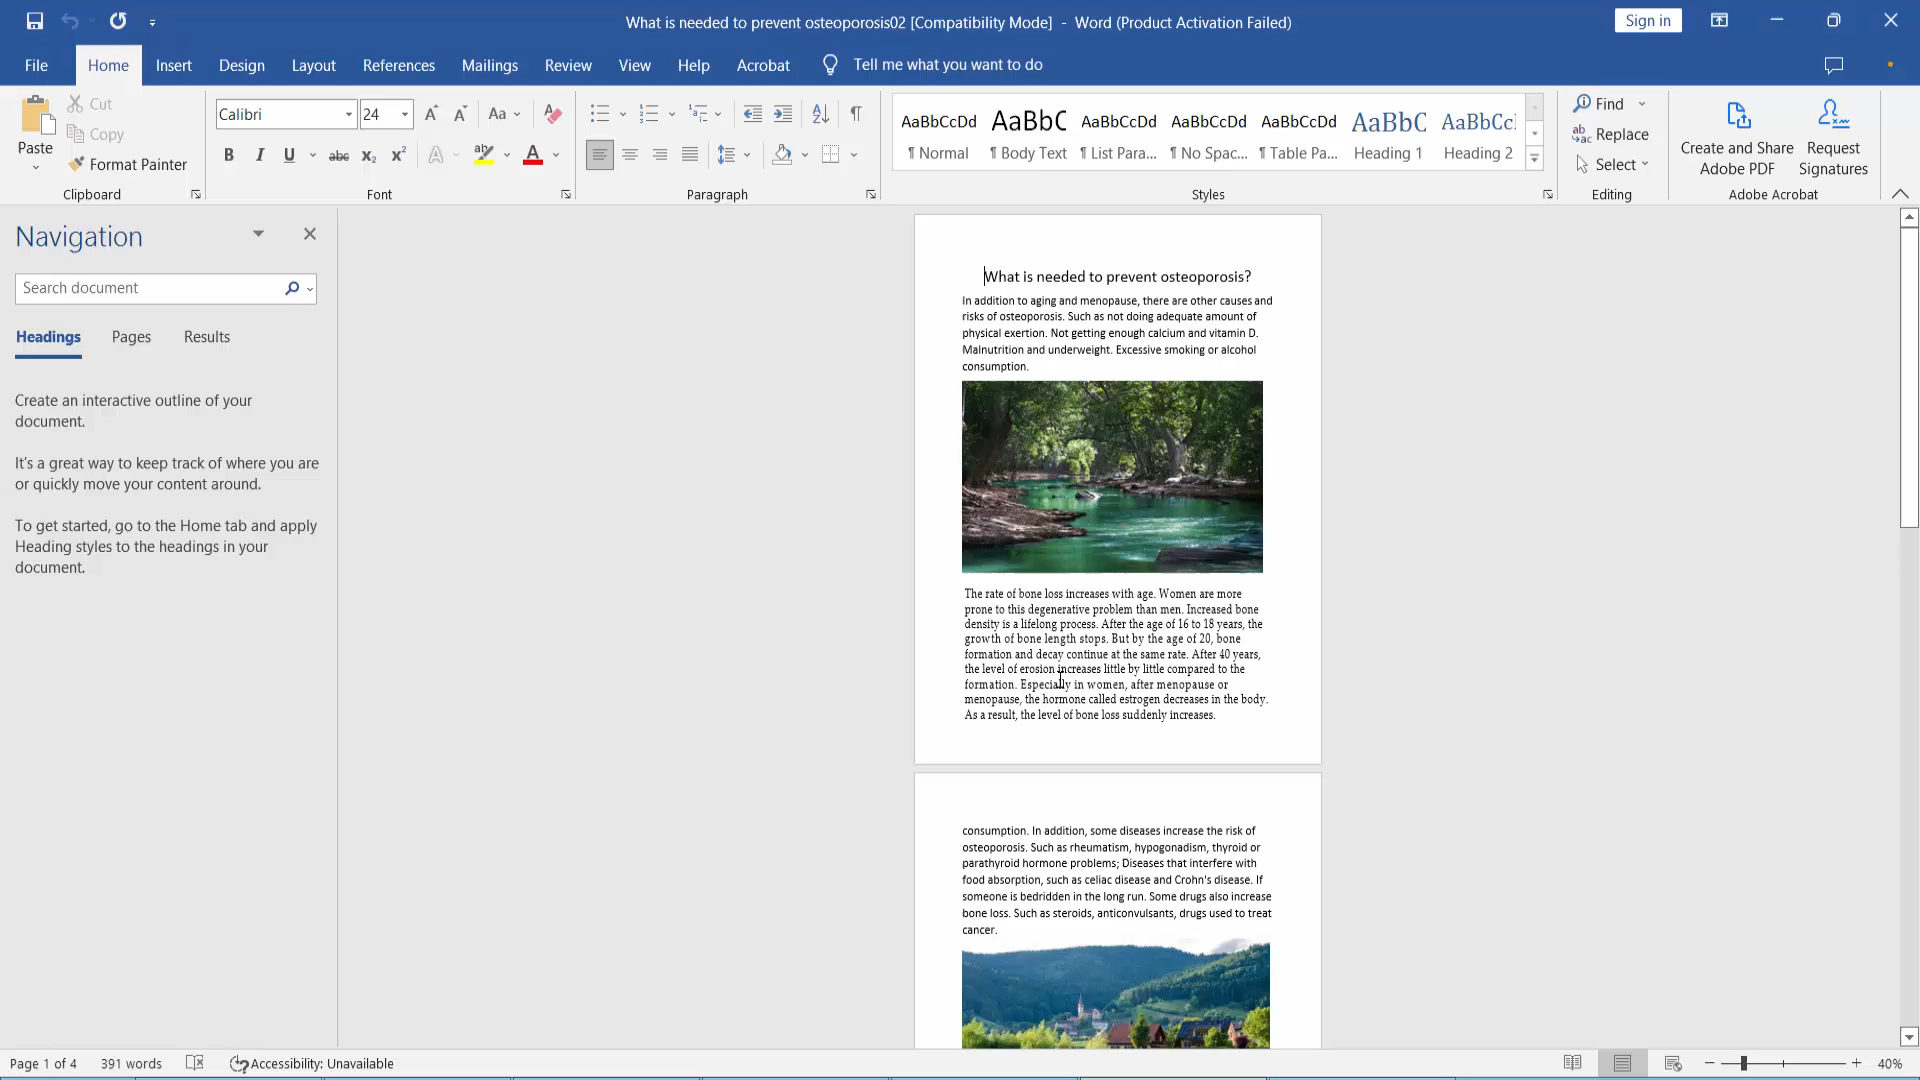 What is needed to prevent osteoporosis02 [Compatibility Mode] - Word (Product Activation Failed)
Sign in
File Home Insert Design Layout References Mailings Review View Help Acrobat Tell me what you want to do
Paste
Cut
Copy
Format Painter
Clipboard
Calibri 24
Font
Paragraph
AaBbCcDd AaBbC AaBbCcDd AaBbCcDd AaBbCcDd AaBbC AaBbCc
¶ Normal ¶ Body Text ¶ List Para... ¶ No Spac... ¶ Table Pa... Heading 1 Heading 2
Styles
Find
Replace
Select
Editing
Create and Share
Adobe PDF
Request
Signatures
Adobe Acrobat
Navigation
Search document
Headings Pages Results
Create an interactive outline of your
document.
It's a great way to keep track of where you are
or quickly move your content around.
To get started, go to the Home tab and apply
Heading styles to the headings in your
document.
What is needed to prevent osteoporosis?
In addition to aging and menopause, there are other causes and
risks of osteoporosis. Such as not doing adequate amount of
physical exertion. Not getting enough calcium and vitamin D.
Malnutrition and underweight. Excessive smoking or alcohol
consumption.
The rate of bone loss increases with age. Women are more
prone to this degenerative problem than men. Increased bone
density is a lifelong process. After the age of 16 to 18 years, the
growth of bone length stops. But by the age of 20, bone
formation and decay continue at the same rate. After 40 years,
the level of erosion increases little by little compared to the
formation. Especially in women, after menopause or
menopause, the hormone called estrogen decreases in the body.
As a result, the level of bone loss suddenly increases.
consumption. In addition, some diseases increase the risk of
osteoporosis. Such as rheumatism, hypogonadism, thyroid or
parathyroid hormone problems; Diseases that interfere with
food absorption, such as celiac disease and Crohn's disease. If
someone is bedridden in the long run. Some drugs also increase
bone loss. Such as steroids, anticonvulsants, drugs used to treat
cancer.
Page 1 of 4 391 words Accessibility: Unavailable 40%